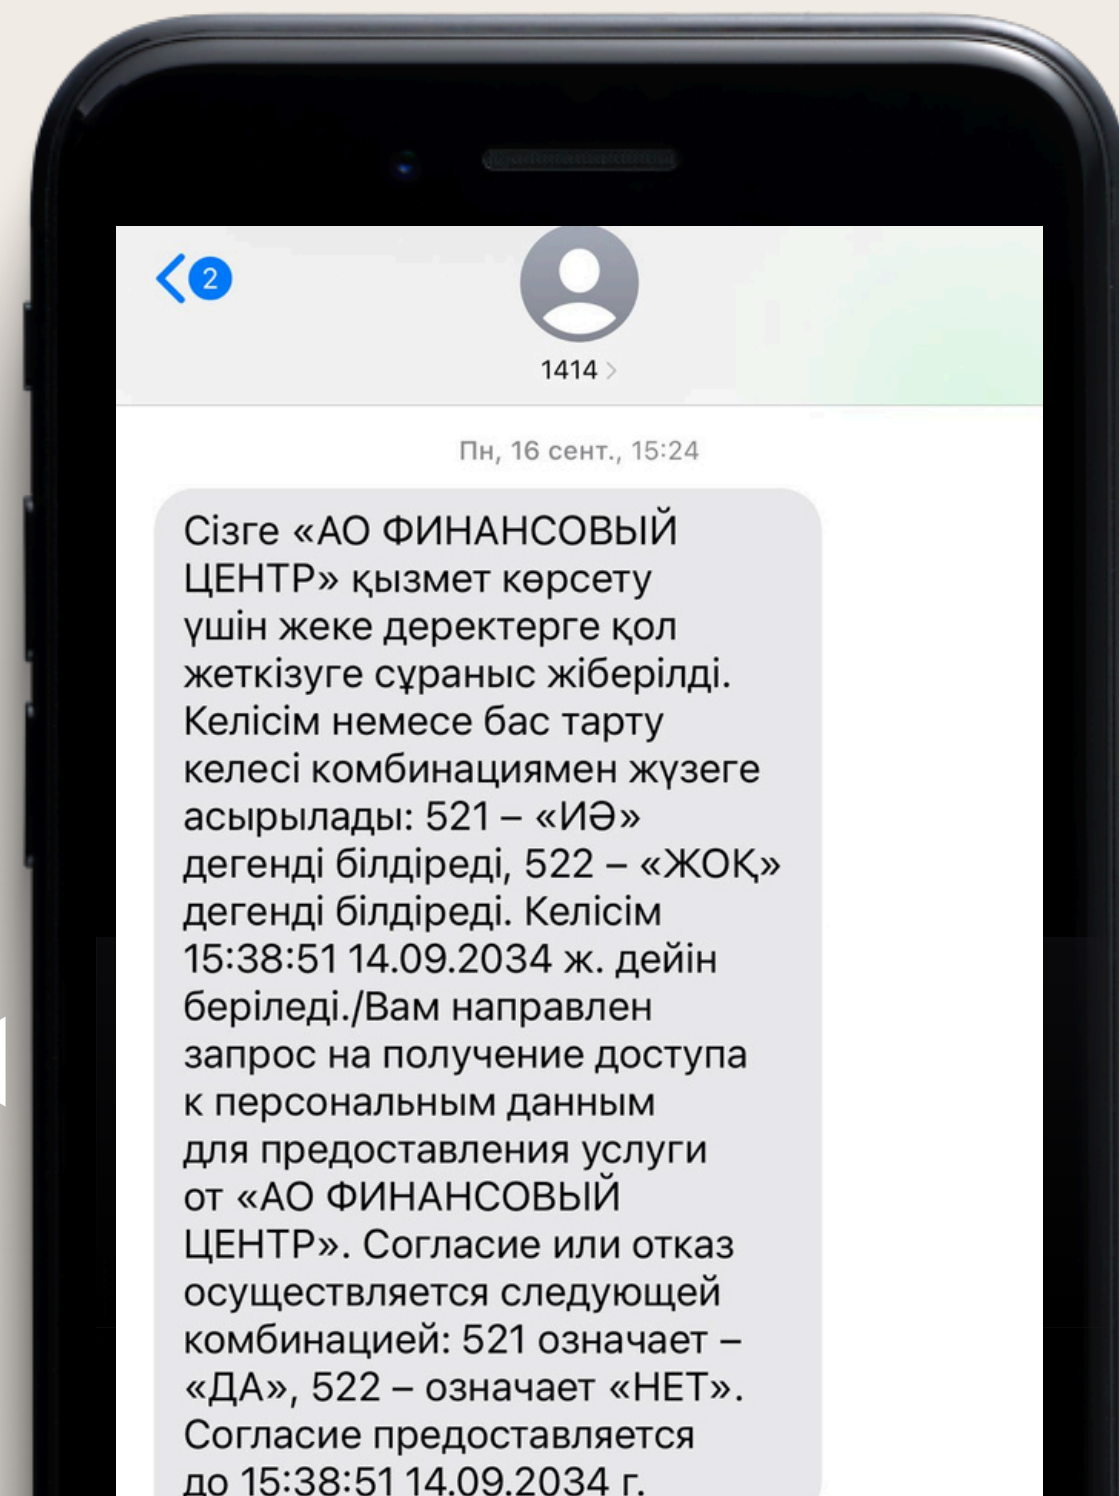 2
1414
Пн, 16 сент., 15:24
Сізге «АО ФИНАНСОВЫЙ
ЦЕНТР» қызмет көрсету
үшін жеке деректерге қол
жеткізуге сұраныс жіберілді.
Келісім немесе бас тарту
келесі комбинациямен жүзеге
асырылады: 521 – «ИӘ»
дегенді білдіреді, 522 – «ЖОҚ»
дегенді білдіреді. Келісім
15:38:51 14.09.2034 ж. дейін
беріледі./Вам направлен
запрос на получение доступа
к персональным данным
для предоставления услуги
от «АО ФИНАНСОВЫЙ
ЦЕНТР». Согласие или отказ
осуществляется следующей
комбинацией: 521 означает –
«ДА», 522 – означает «НЕТ».
Согласие предоставляется
до 15:38:51 14.09.2034 г.